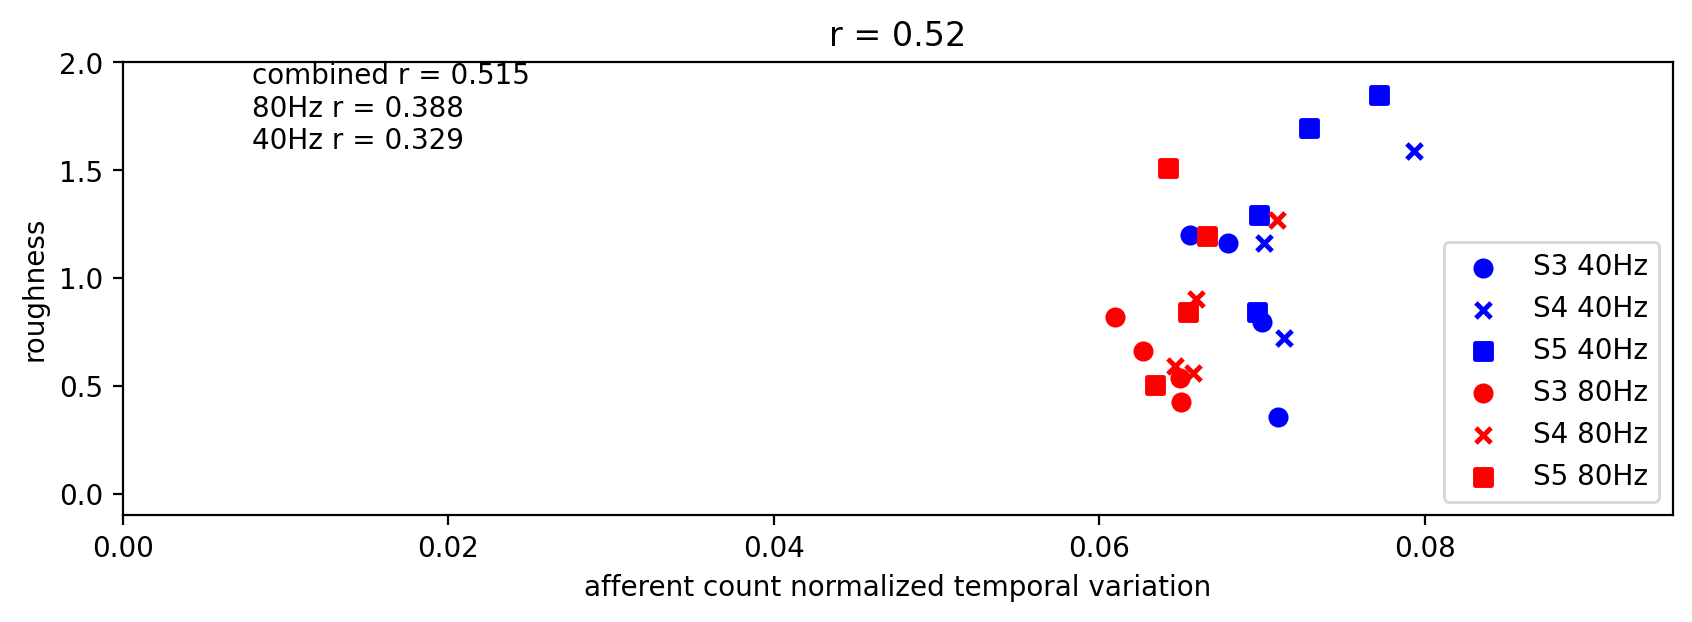 r = 0.52
combined r = 0.515
80Hz r = 0.388
40Hz r = 0.329
2.0
1.5
1.0
0.5
0.0
roughness
S3 40Hz
S4 40Hz
S5 40Hz
S3 80Hz
S4 80Hz
S5 80Hz
0.00 0.02 0.04 0.06 0.08
afferent count normalized temporal variation